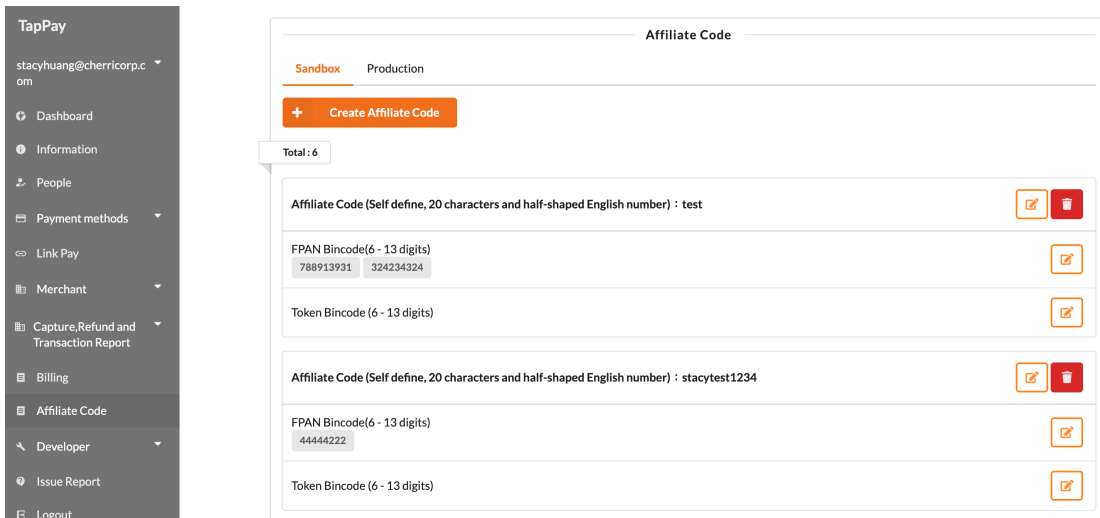 TapPay
stacyhuang@cherricorp.c
om
Dashboard
Information
People
Payment methods
Link Pay
Merchant
Capture,Refund and
Transaction Report
Billing
Affiliate Code
Developer
Issue Report
Logout
Affiliate Code
Sandbox Production
+ Create Affiliate Code
Total : 6
Affiliate Code (Self define, 20 characters and half-shaped English number)：test
FPAN Bincode(6 - 13 digits)
788913931 324234324
Token Bincode (6 - 13 digits)
Affiliate Code (Self define, 20 characters and half-shaped English number)：stacytest1234
FPAN Bincode(6 - 13 digits)
44444222
Token Bincode (6 - 13 digits)